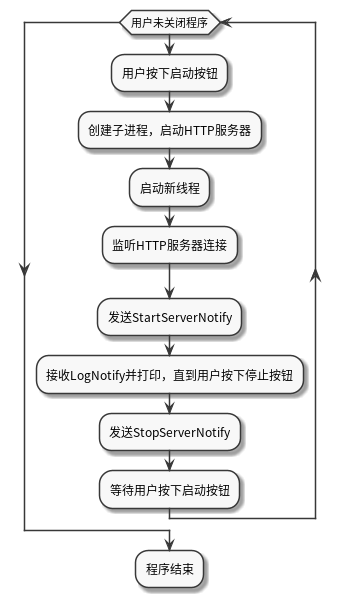 用户未关闭程序
用户按下启动按钮
创建子进程，启动HTTP服务器
启动新线程
监听HTTP服务器连接
发送StartServerNotify
接收LogNotify并打印，直到用户按下停止按钮
发送StopServerNotify
等待用户按下启动按钮
程序结束